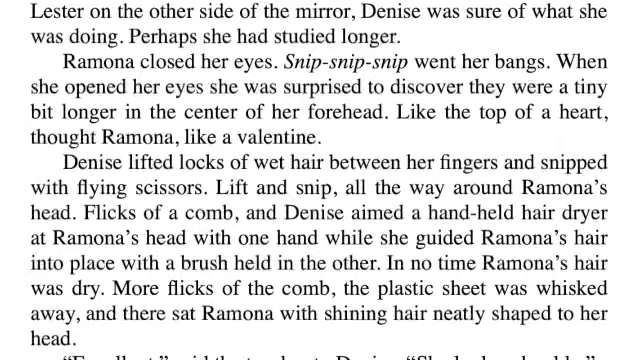 Lester on the other side of the mirror, Denise was sure of what she
was doing. Perhaps she had studied longer.
Ramona closed her eyes. Snip-snip-snip went her bangs. When
she opened her eyes she was surprised to discover they were a tiny
bit longer in the center of her forehead. Like the top of a heart,
thought Ramona, like a valentine.
Denise lifted locks of wet hair between her fingers and snipped
with flying scissors. Lift and snip, all the way around Ramona’s
head. Flicks of a comb, and Denise aimed a hand-held hair dryer
at Ramona’s head with one hand while she guided Ramona’s hair
into place with a brush held in the other. In no time Ramona’s hair
was dry. More flicks of the comb, the plastic sheet was whisked
away, and there sat Ramona with shining hair neatly shaped to her
head.